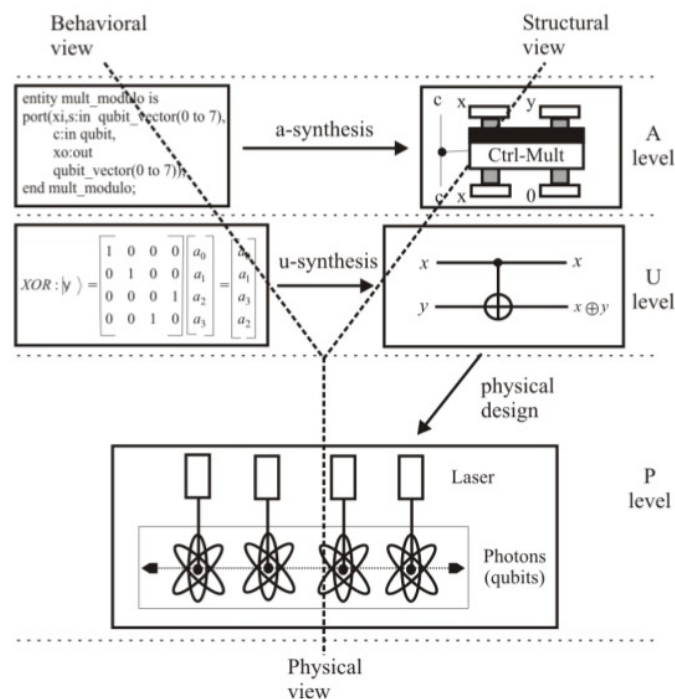 Behavioral
view
Structural
view
entity mult_modulo is
port(xi,s:in qubit_vector(0 to 7),
c:in qubit,
xo:out
qubit_vector(0 to 7));
end mult_modulo;
a-synthesis
c x y
Ctrl-Mult
c x 0
A
level
XOR : |y ⟩ =
1 0 0 0
0 1 0 0
0 0 0 1
0 0 1 0
a₀
a₁
a₂
a₃
=
a₁
a₃
a₂
u-synthesis
x x
y x ⊕ y
U
level
physical
design
Laser
Photons
(qubits)
P
level
Physical
view